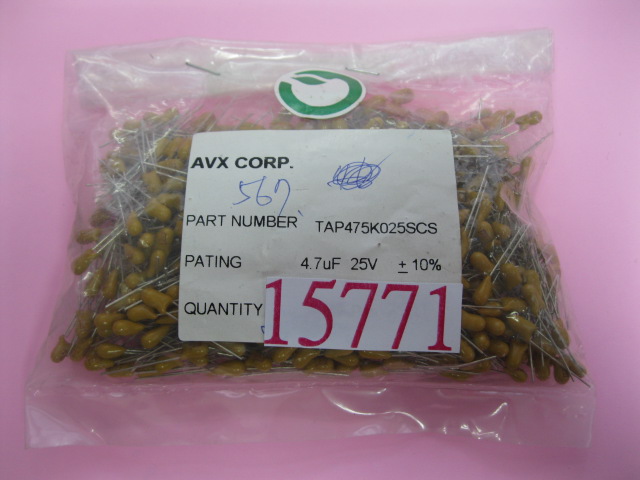 AVX CORP.
567
PART NUMBER TAP475K025SCS
PATING 4.7uF 25V ± 10%
QUANTITY 15771